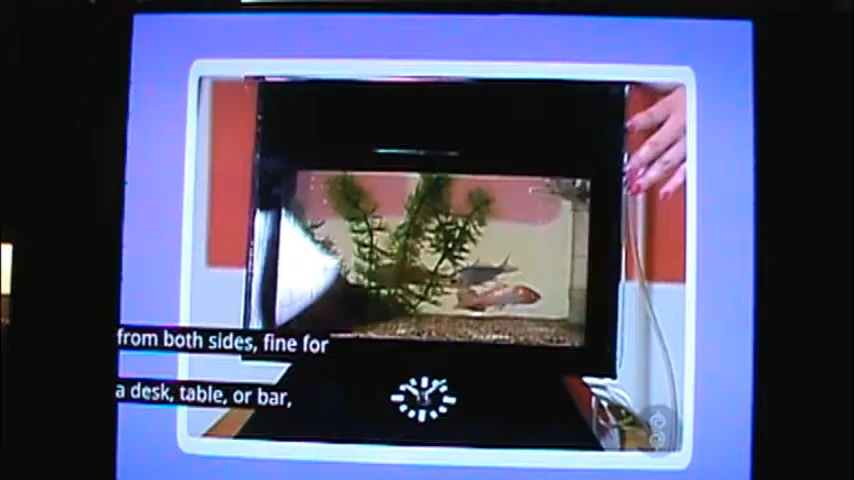 from both sides, fine for
a desk, table, or bar,